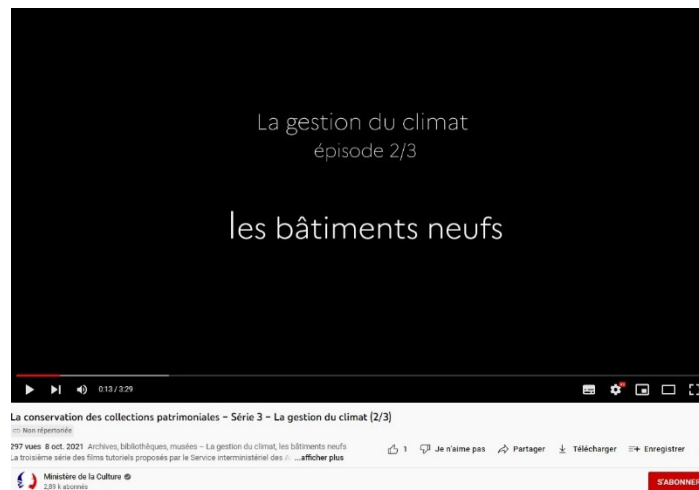 La gestion du climat
épisode 2/3
les bâtiments neufs
0:13 / 3:29
La conservation des collections patrimoniales – Série 3 – La gestion du climat (2/3)
Non répertoriée
297 vues 8 oct. 2021 Archives, bibliothèques, musées – La gestion du climat, les bâtiments neufs
La troisième série des films tutoriels proposés par le Service interministériel des A ...afficher plus
1 Je n'aime pas Partager Télécharger Enregistrer
Ministère de la Culture
2,89 k abonnés
S'ABONNER